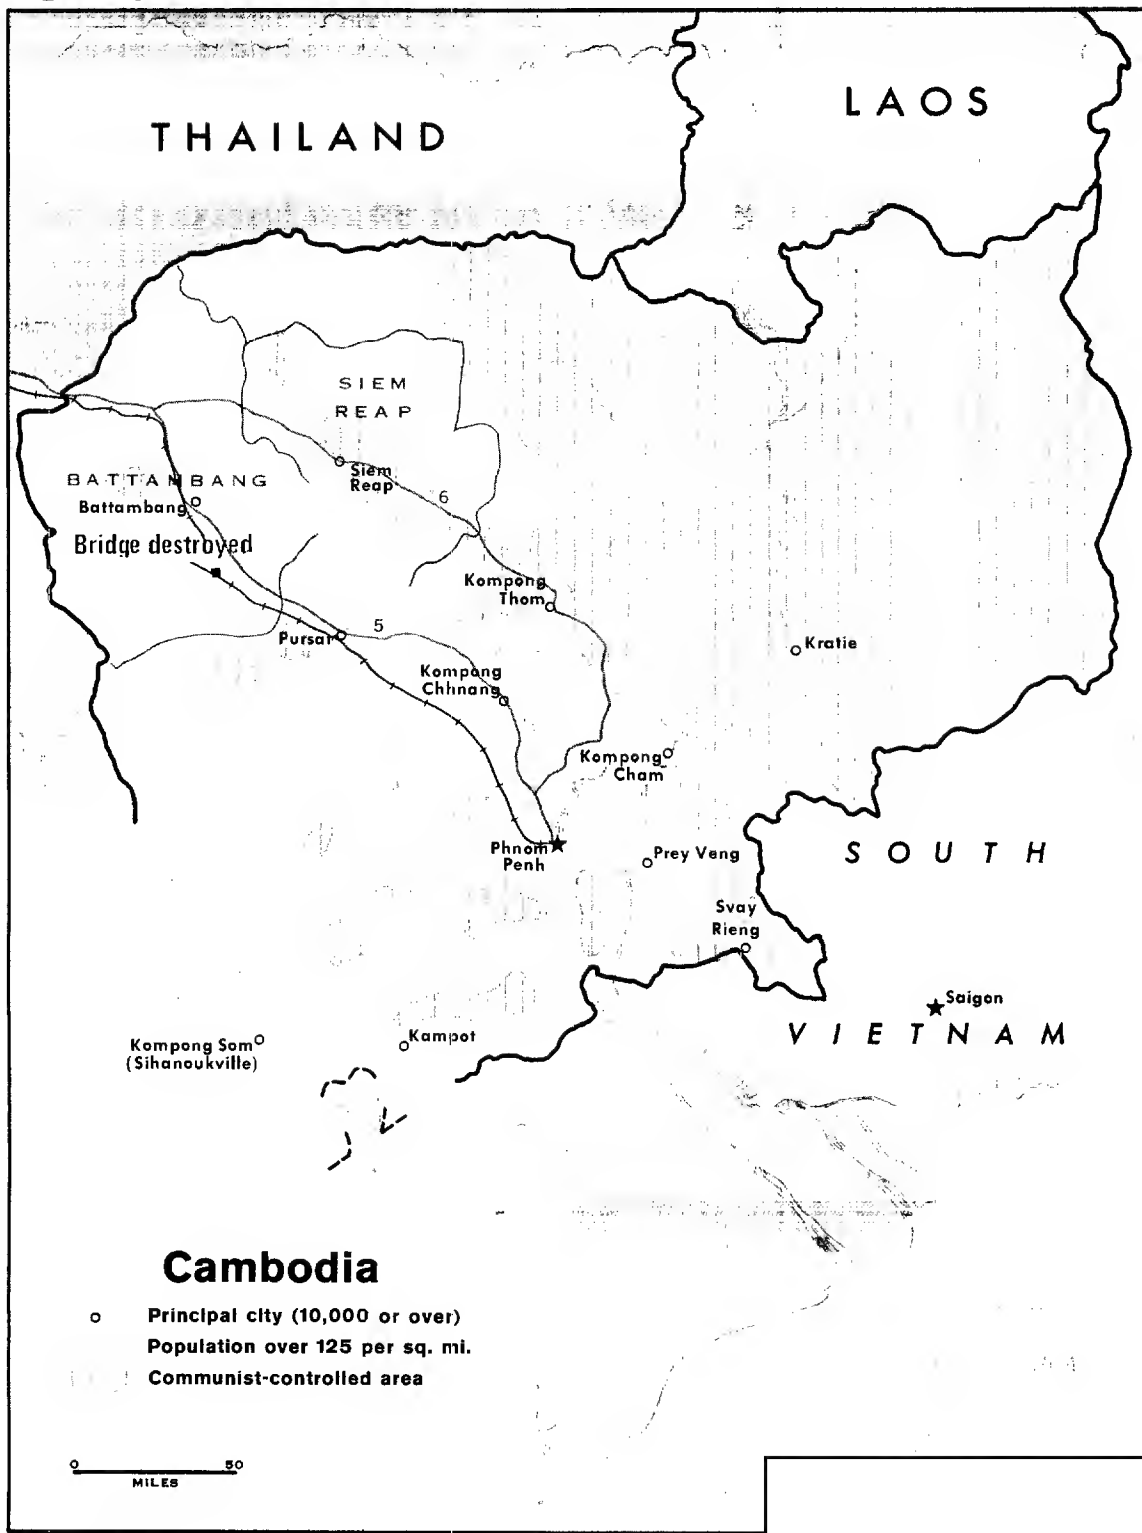 THAILAND
LAOS
SIEM
REAP
Siem
Reap
6
BATTAMBANG
Battambang
Bridge destroyed
Kompong
Thom
Pursat
5
Kompong
Chhnang
Kratie
Kompong
Cham
Phnom
Penh
Prey Veng
SOUTH
Svay
Rieng
Saigon
VIETNAM
Kompong Som
(Sihanoukville)
Kampot
Cambodia
Principal city (10,000 or over)
Population over 125 per sq. mi.
Communist-controlled area
0 50
MILES